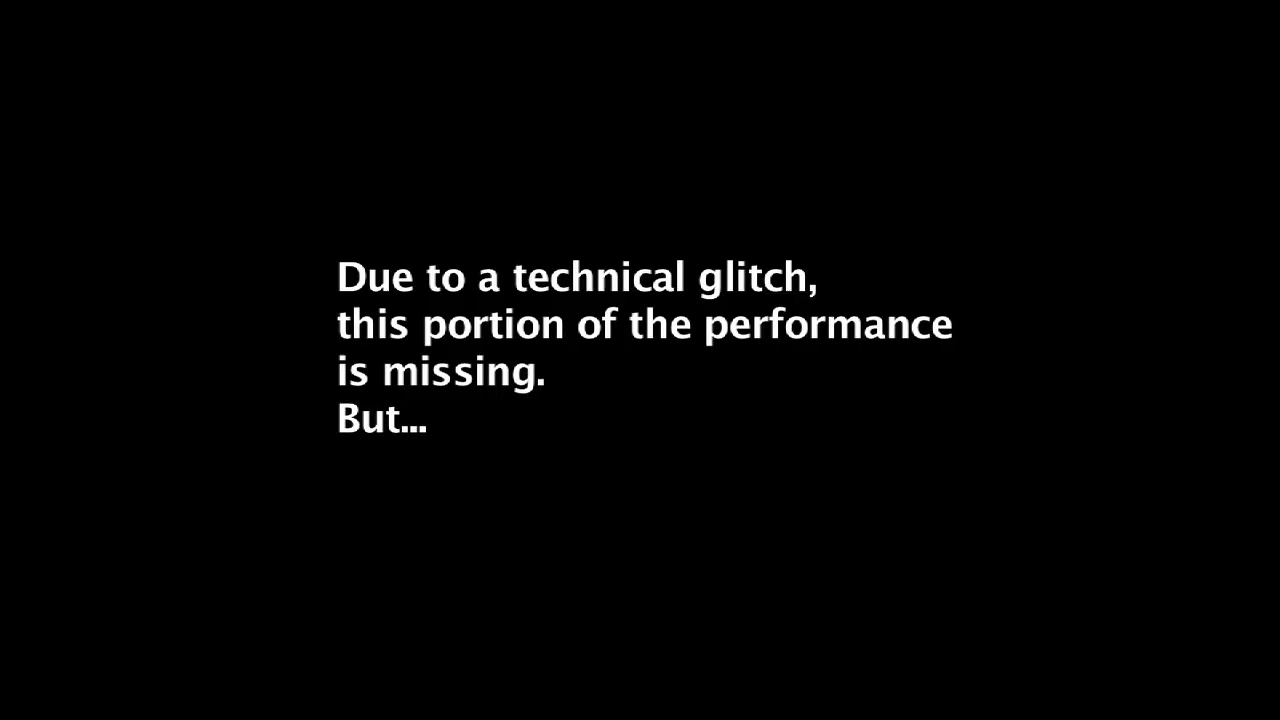 Due to a technical glitch,
this portion of the performance
is missing.
But...